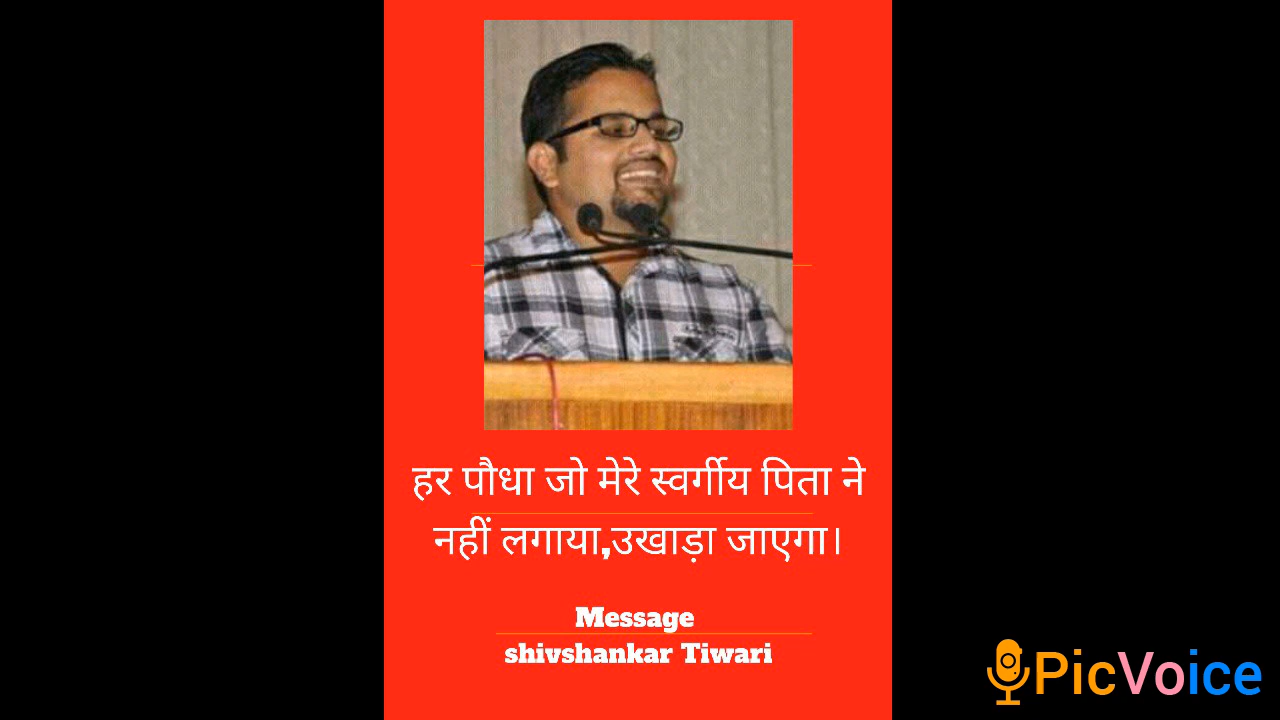 हर पौधा जो मेरे स्वर्गीय पिता ने
नहीं लगाया,उखाड़ा जाएगा।
Message
shivshankar Tiwari
PicVoice